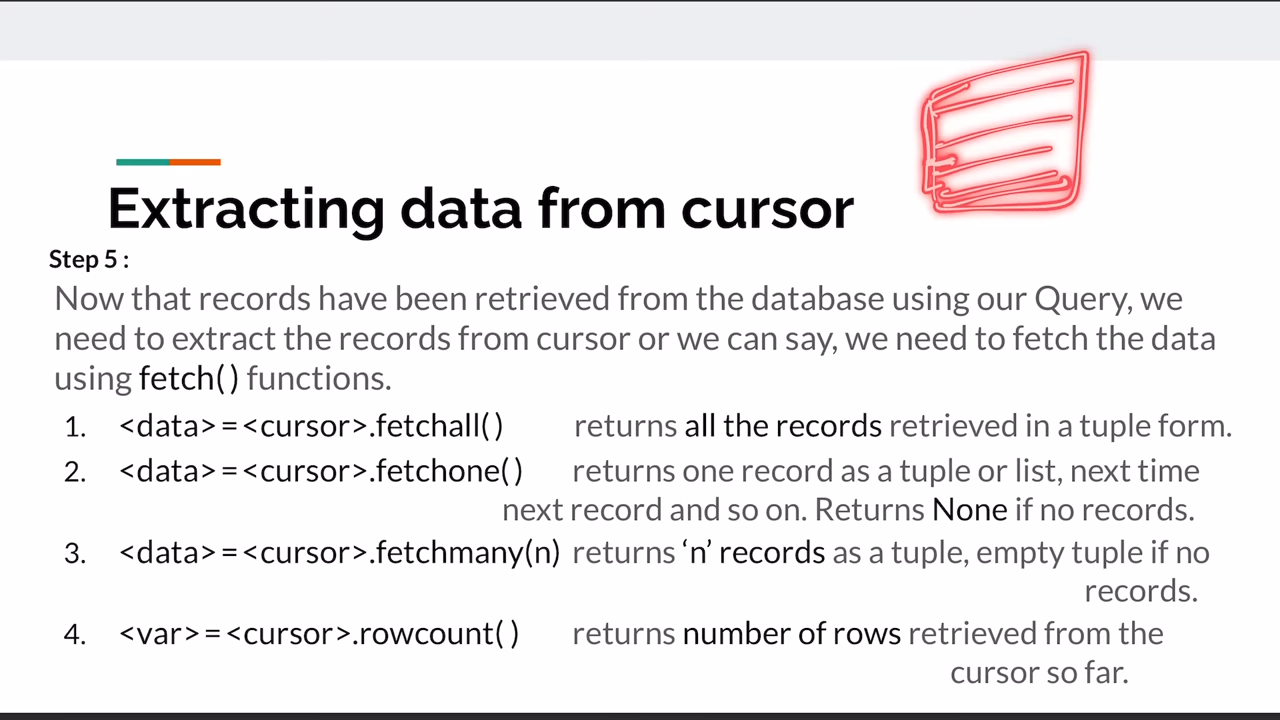 Extracting data from cursor
Step 5 :
Now that records have been retrieved from the database using our Query, we
need to extract the records from cursor or we can say, we need to fetch the data
using fetch( ) functions.
1. <data> = <cursor>.fetchall( ) returns all the records retrieved in a tuple form.
2. <data> = <cursor>.fetchone( ) returns one record as a tuple or list, next time
next record and so on. Returns None if no records.
3. <data> = <cursor>.fetchmany(n) returns ‘n’ records as a tuple, empty tuple if no
records.
4. <var> = <cursor>.rowcount( ) returns number of rows retrieved from the
cursor so far.